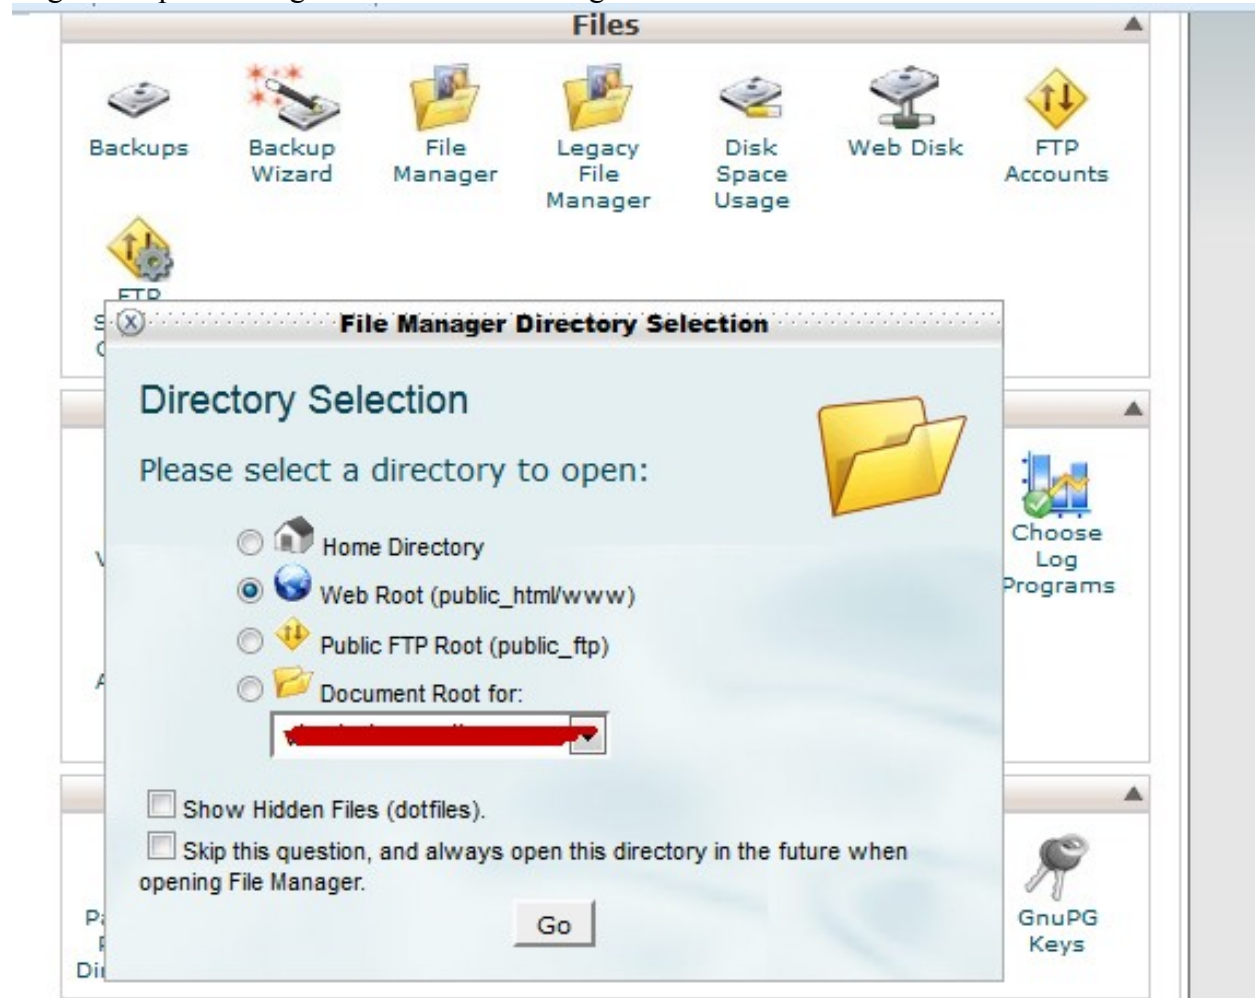 Files
Backups
Backup
Wizard
File
Manager
Legacy
File
Manager
Disk
Space
Usage
Web Disk
FTP
Accounts
FTP
File Manager Directory Selection
Directory Selection
Please select a directory to open:
Home Directory
Web Root (public_html/www)
Public FTP Root (public_ftp)
Document Root for:
Show Hidden Files (dotfiles).
Skip this question, and always open this directory in the future when
opening File Manager.
Go
Choose
Log
Programs
GnuPG
Keys